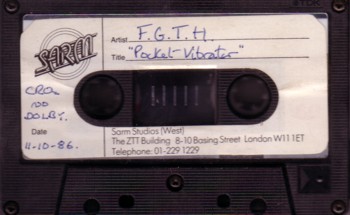 SARM
Artist F.G.T.H.
Title "Pocket-Vibrater"
CRO2
100
DOLBY.
Date
11-10-86.
Sarm Studios (West)
The ZTT Building 8-10 Basing Street London W11 1ET
Telephone: 01-229 1229